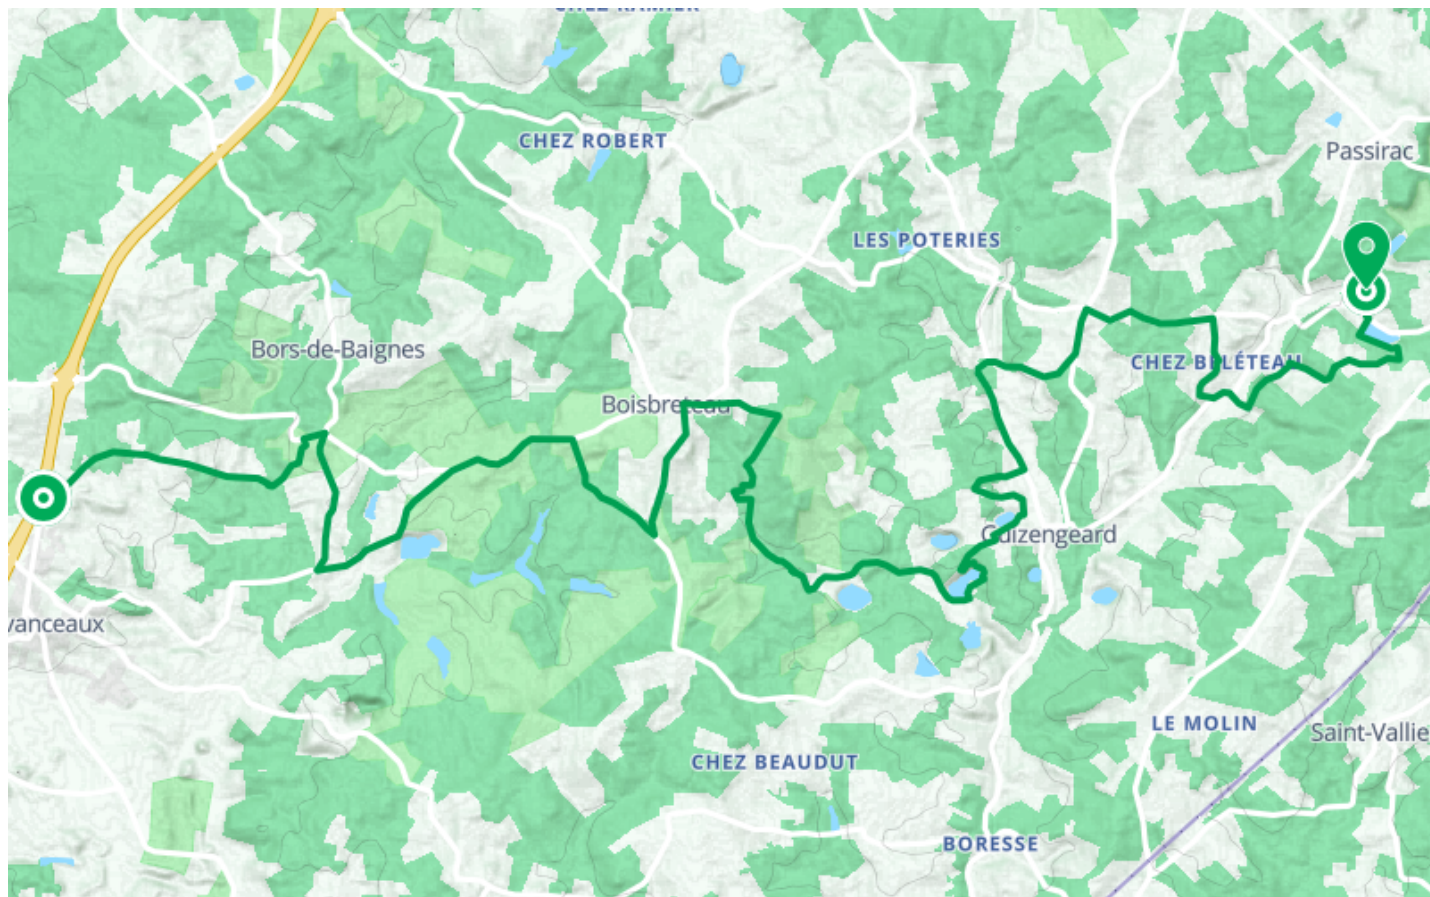 CHEZ ROBERT
Passirac
LES POTERIES
Bors-de-Baignes
CHEZ BELÉTEAU
Boisbreteau
Guizengeard
vanceaux
LE MOLIN
Saint-Vallie
CHEZ BEAUDUT
BORESSE